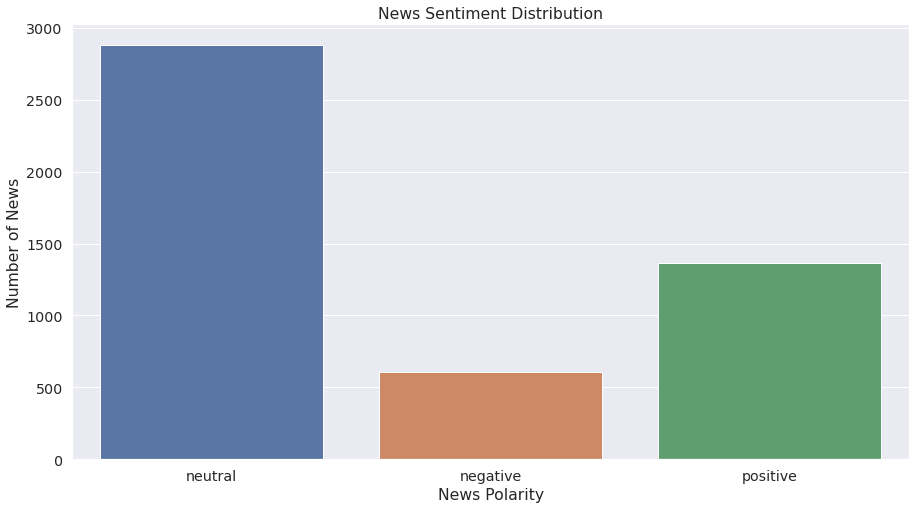 News Sentiment Distribution
Number of News
3000
2500
2000
1500
1000
500
0
neutral negative positive
News Polarity